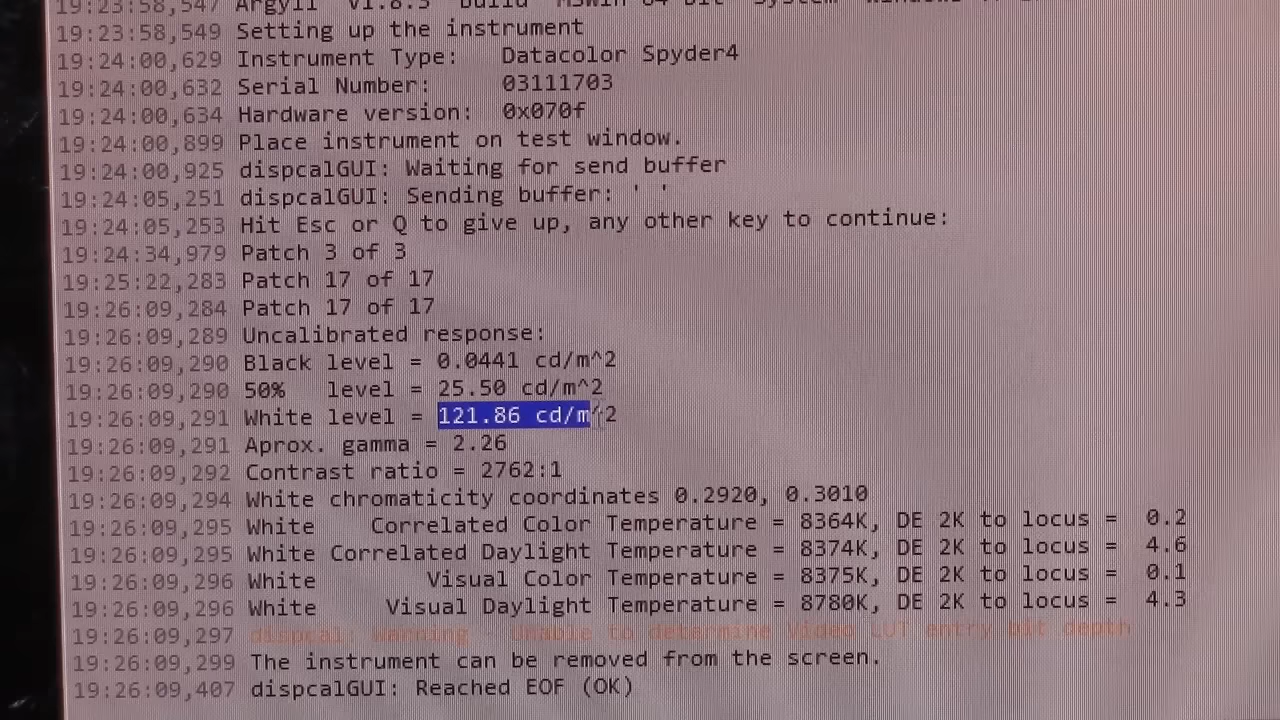 19:23:58,547 Argyll v1.8.3 build
19:23:58,549 Setting up the instrument
19:24:00,629 Instrument Type: Datacolor Spyder4
19:24:00,632 Serial Number: 03111703
19:24:00,634 Hardware version: 0x070f
19:24:00,899 Place instrument on test window.
19:24:00,925 dispcalGUI: Waiting for send buffer
19:24:05,251 dispcalGUI: Sending buffer: ' '
19:24:05,253 Hit Esc or Q to give up, any other key to continue:
19:24:34,979 Patch 3 of 3
19:25:22,283 Patch 17 of 17
19:26:09,284 Patch 17 of 17
19:26:09,289 Uncalibrated response:
19:26:09,290 Black level = 0.0441 cd/m^2
19:26:09,290 50% level = 25.50 cd/m^2
19:26:09,291 White level = 121.86 cd/m^2
19:26:09,291 Aprox. gamma = 2.26
19:26:09,292 Contrast ratio = 2762:1
19:26:09,294 White chromaticity coordinates 0.2920, 0.3010
19:26:09,295 White Correlated Color Temperature = 8364K, DE 2K to locus = 0.2
19:26:09,295 White Correlated Daylight Temperature = 8374K, DE 2K to locus = 4.6
19:26:09,296 White Visual Color Temperature = 8375K, DE 2K to locus = 0.1
19:26:09,296 White Visual Daylight Temperature = 8780K, DE 2K to locus = 4.3
19:26:09,297 dispcal: Warning - Unable to determine Video LUT entry bit depth
19:26:09,299 The instrument can be removed from the screen.
19:26:09,407 dispcalGUI: Reached EOF (OK)